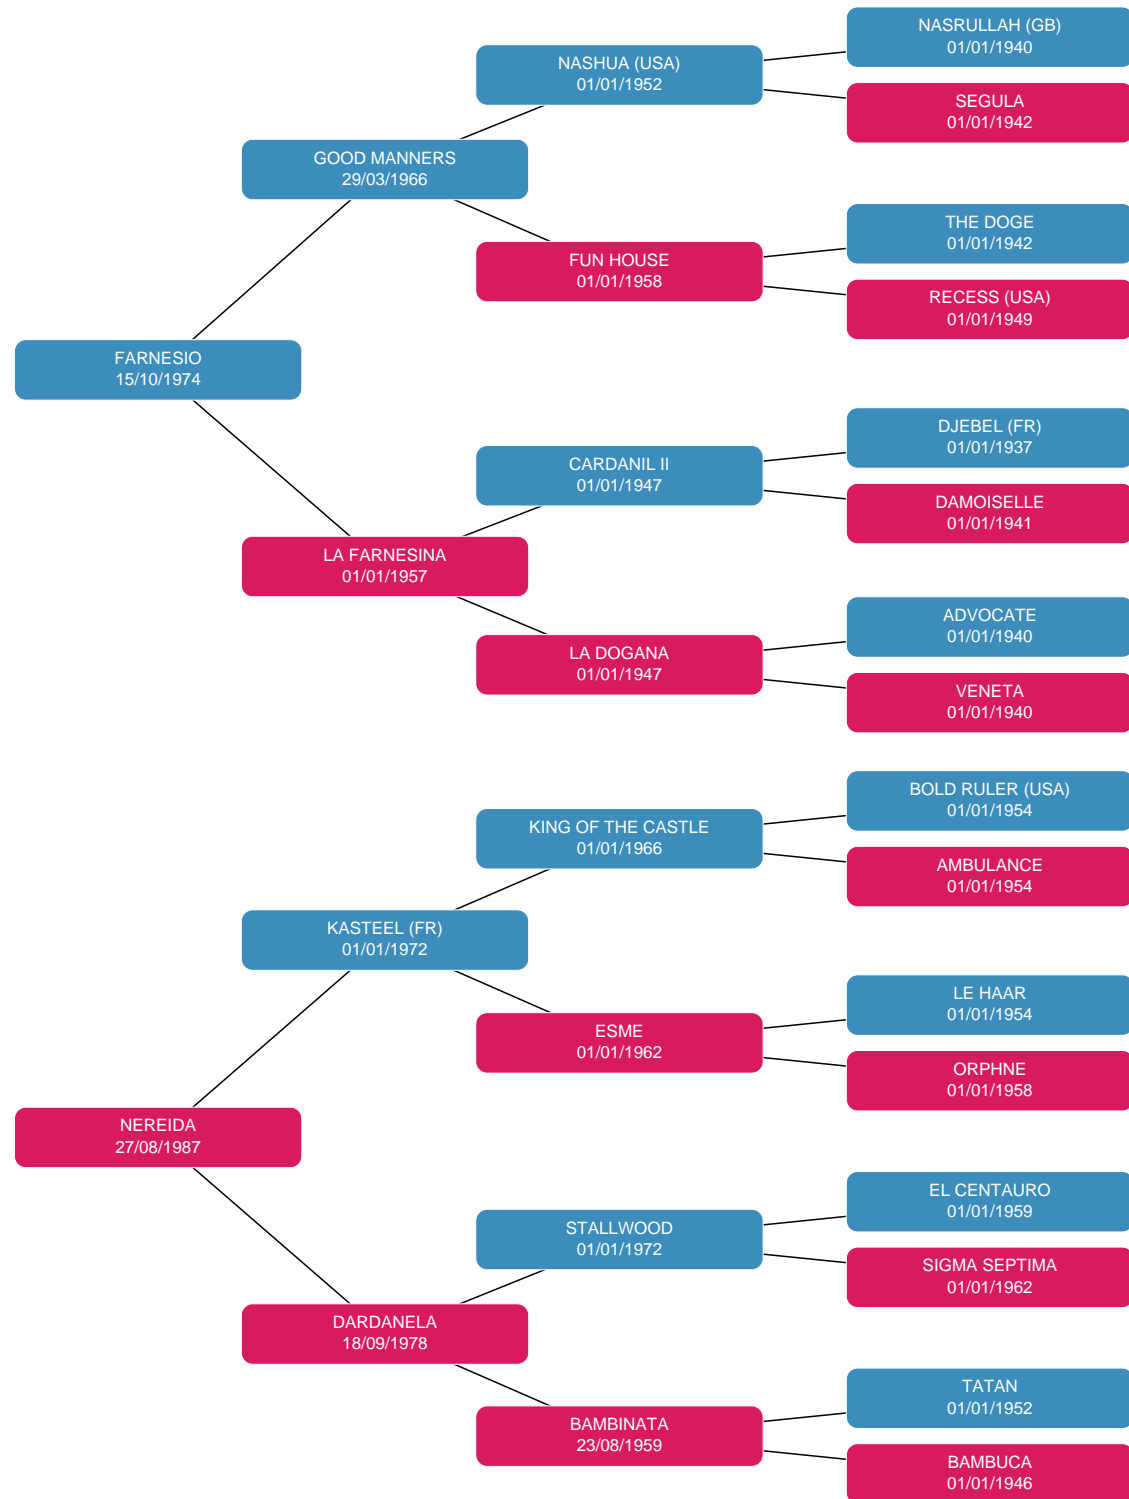 NASRULLAH (GB)
01/01/1940
NASHUA (USA)
01/01/1952
SEGULA
01/01/1942
GOOD MANNERS
29/03/1966
THE DOGE
01/01/1942
FUN HOUSE
01/01/1958
RECESS (USA)
01/01/1949
FARNESIO
15/10/1974
DJEBEL (FR)
01/01/1937
CARDANIL II
01/01/1947
DAMOISELLE
01/01/1941
LA FARNESINA
01/01/1957
ADVOCATE
01/01/1940
LA DOGANA
01/01/1947
VENETA
01/01/1940
BOLD RULER (USA)
01/01/1954
KING OF THE CASTLE
01/01/1966
AMBULANCE
01/01/1954
KASTEEL (FR)
01/01/1972
LE HAAR
01/01/1954
ESME
01/01/1962
ORPHNE
01/01/1958
NEREIDA
27/08/1987
EL CENTAURO
01/01/1959
STALLWOOD
01/01/1972
SIGMA SEPTIMA
01/01/1962
DARDANELA
18/09/1978
TATAN
01/01/1952
BAMBINATA
23/08/1959
BAMBUCA
01/01/1946